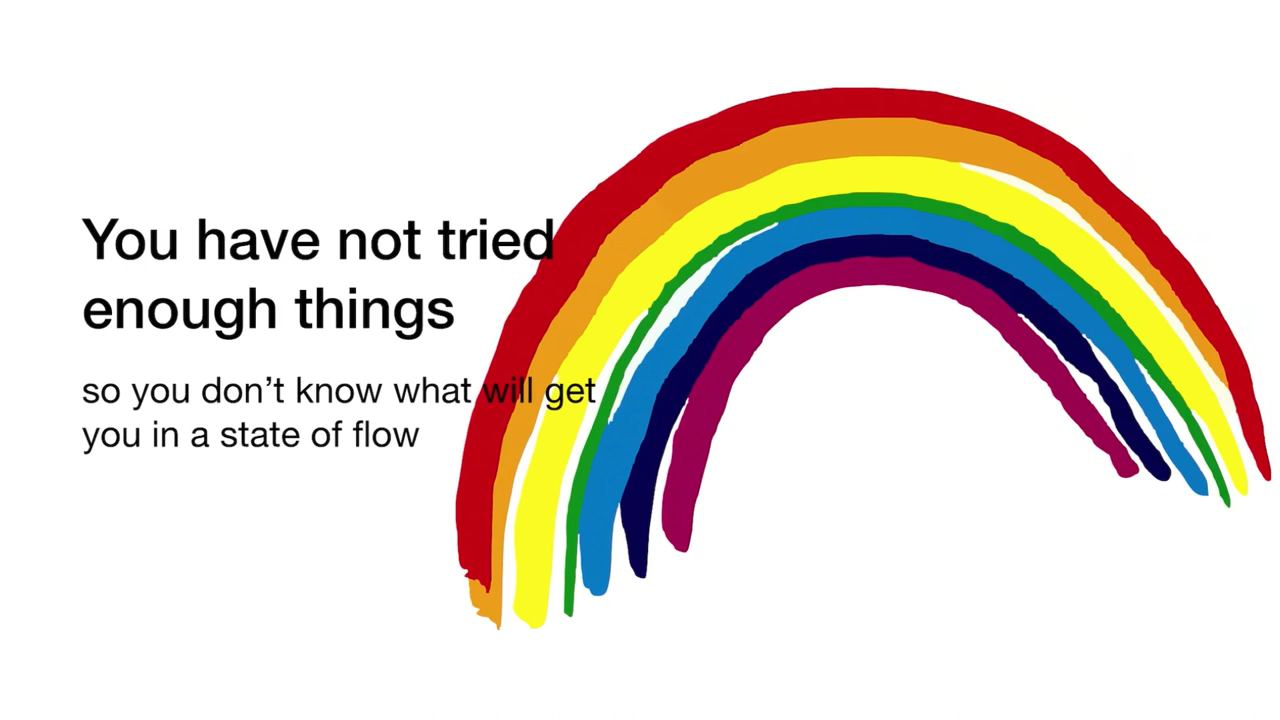 You have not tried
enough things
so you don’t know what will get
you in a state of flow